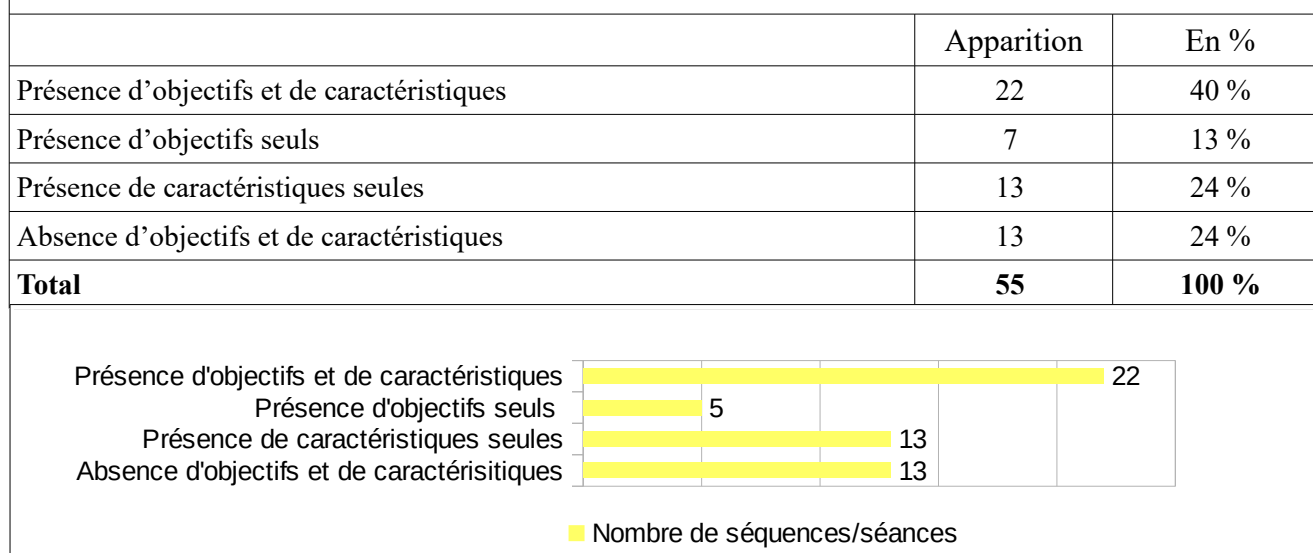 Apparition En %
Présence d’objectifs et de caractéristiques 22 40 %
Présence d’objectifs seuls 7 13 %
Présence de caractéristiques seules 13 24 %
Absence d’objectifs et de caractéristiques 13 24 %
Total 55 100 %
Présence d'objectifs et de caractéristiques 22
Présence d'objectifs seuls 5
Présence de caractéristiques seules 13
Absence d'objectifs et de caractérisitiques 13
Nombre de séquences/séances